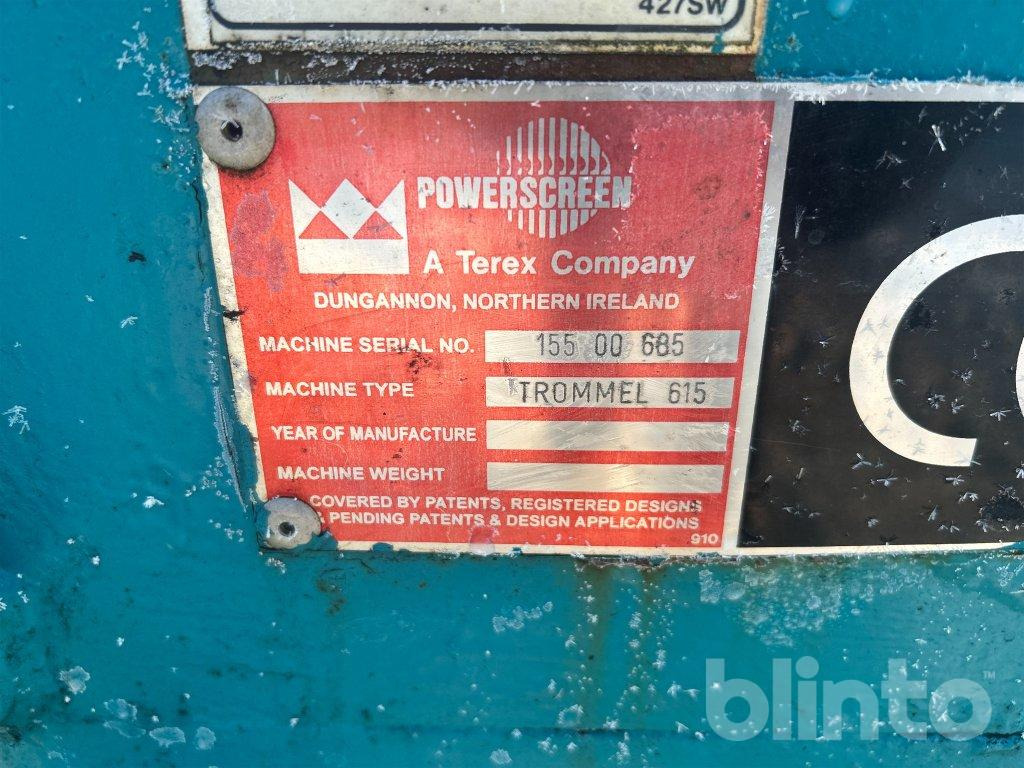 427SW
POWERSCREEN
A Terex Company
DUNGANNON, NORTHERN IRELAND
MACHINE SERIAL NO. 155 00 685
MACHINE TYPE TROMMEL 615
YEAR OF MANUFACTURE
MACHINE WEIGHT
COVERED BY PATENTS, REGISTERED DESIGNS
PENDING PATENTS & DESIGN APPLICATIONS
910
C
blinto™